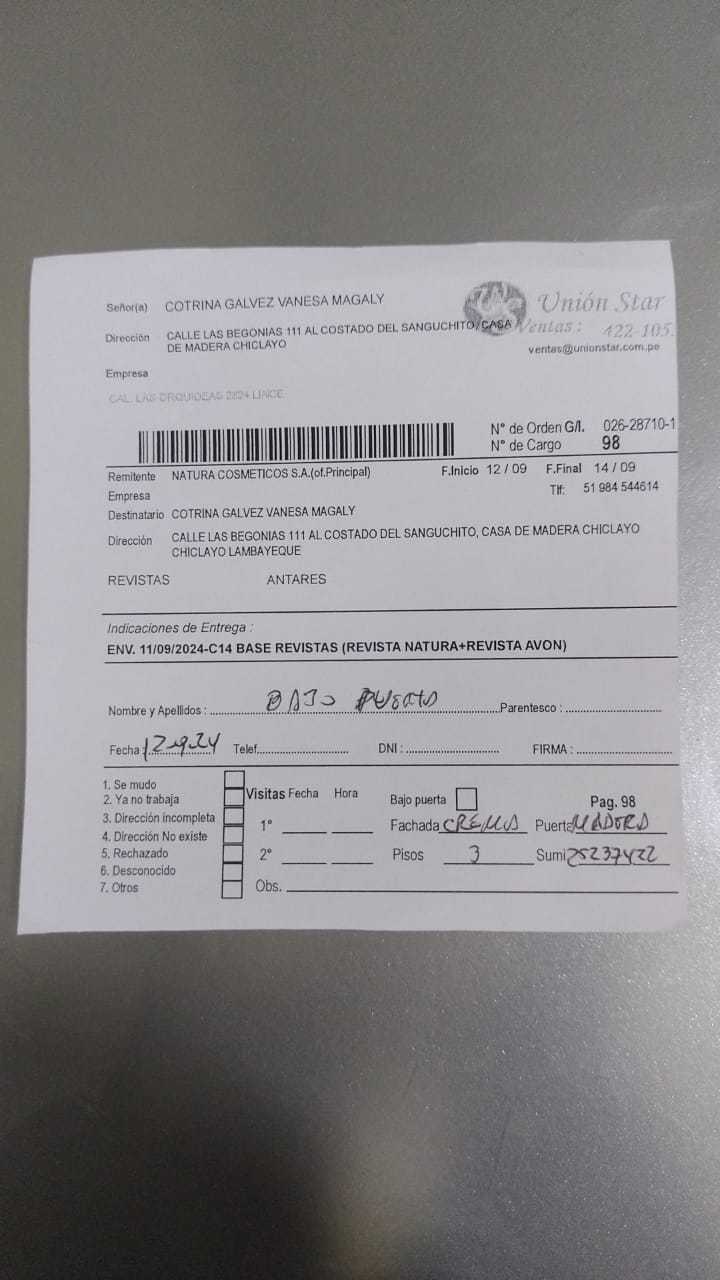 Señor(a) COTRINA GALVEZ VANESA MAGALY
Unión Star
Dirección CALLE LAS BEGONIAS 111 AL COSTADO DEL SANGUCHITO, CASA
DE MADERA CHICLAYO
Ventas : 422-105.
ventas@unionstar.com.pe
Empresa
CAL. LAS ORQUIDEAS 2824 LINCE
N° de Orden G/I. 026-28710-1
N° de Cargo 98
Remitente NATURA COSMETICOS S.A.(of.Principal) F.Inicio 12 / 09 F.Final 14 / 09
Empresa Tlf: 51 984 544614
Destinatario COTRINA GALVEZ VANESA MAGALY
Dirección CALLE LAS BEGONIAS 111 AL COSTADO DEL SANGUCHITO, CASA DE MADERA CHICLAYO
CHICLAYO LAMBAYEQUE
REVISTAS ANTARES
Indicaciones de Entrega :
ENV. 11/09/2024-C14 BASE REVISTAS (REVISTA NATURA+REVISTA AVON)
Nombre y Apellidos : BAJO PUERTA Parentesco :
Fecha : 12-9-24 Telef. DNI : FIRMA :
1. Se mudo
2. Ya no trabaja
3. Dirección incompleta
4. Dirección No existe
5. Rechazado
6. Desconocido
7. Otros
Visitas Fecha Hora
1°
2°
Obs.
Bajo puerta Pag. 98
Fachada CREMA Puerta MADERA
Pisos 3 Sumi 25237422